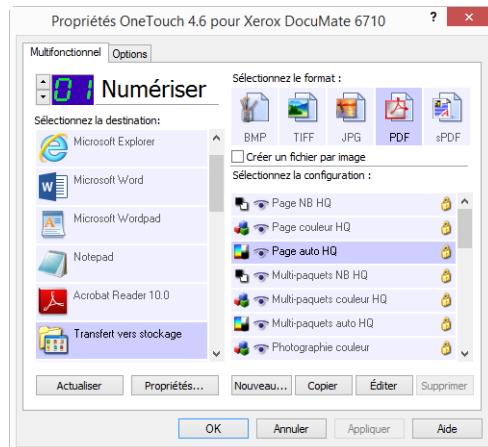 Propriétés OneTouch 4.6 pour Xerox DocuMate 6710
Multifonctionnel
Options
01 Numériser
Sélectionnez la destination:
Microsoft Explorer
Microsoft Word
Microsoft Wordpad
Notepad
Acrobat Reader 10.0
Transfert vers stockage
Actualiser
Propriétés...
Sélectionnez le format :
BMP TIFF JPG PDF sPDF
Créer un fichier par image
Sélectionnez la configuration :
Page NB HQ
Page couleur HQ
Page auto HQ
Multi-paquets NB HQ
Multi-paquets couleur HQ
Multi-paquets auto HQ
Photographie couleur
Nouveau... Copier Éditer Supprimer
OK Annuler Appliquer Aide